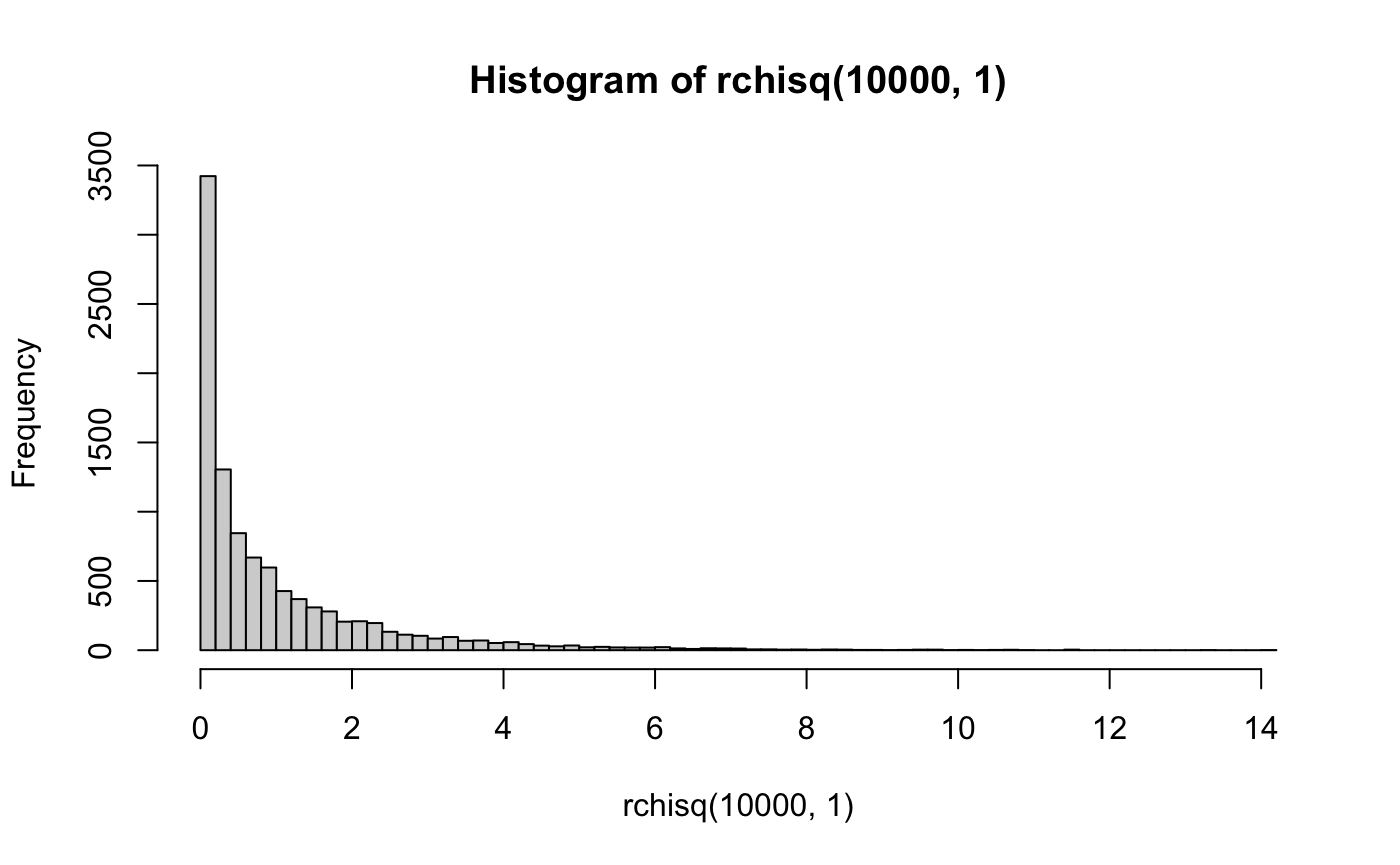 Histogram of rchisq(10000, 1)
Frequency
3500
2500
1500
500
0
0 2 4 6 8 10 12 14
rchisq(10000, 1)